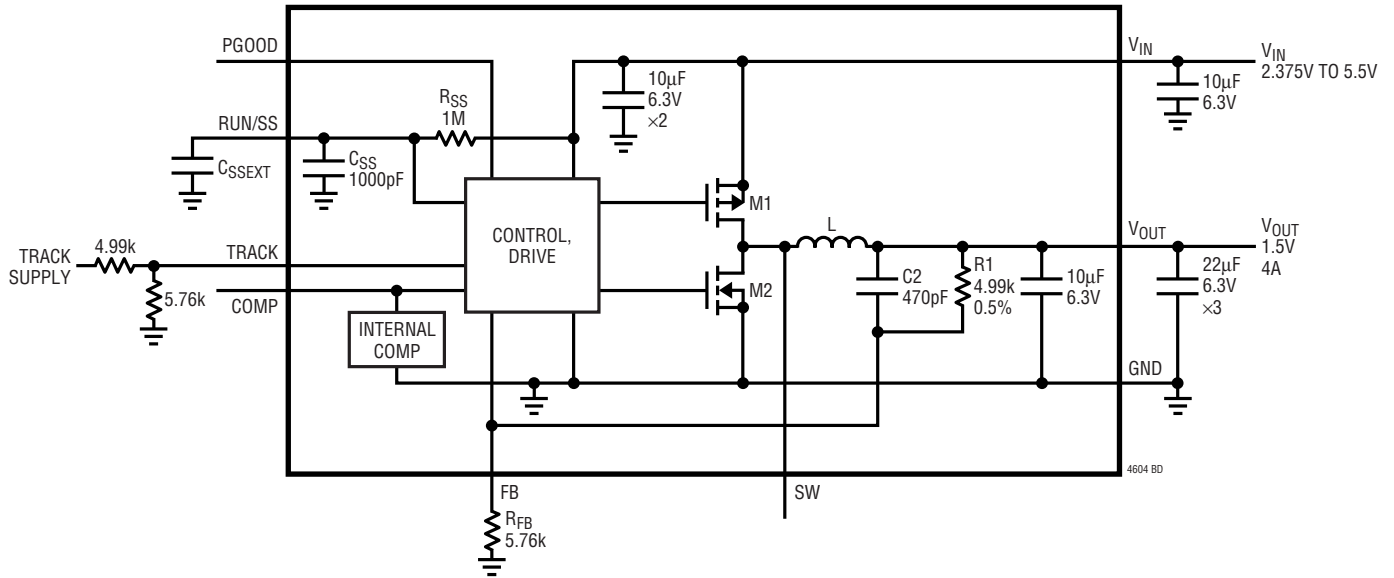 PGOOD
RUN/SS
C_SSEXT
C_SS
1000pF
R_SS
1M
10μF
6.3V
×2
V_IN
10μF
6.3V
V_IN
2.375V TO 5.5V
TRACK
SUPPLY
4.99k
5.76k
TRACK
COMP
CONTROL,
DRIVE
INTERNAL
COMP
M1
M2
L
C2
470pF
R1
4.99k
0.5%
10μF
6.3V
V_OUT
22μF
6.3V
×3
V_OUT
1.5V
4A
GND
FB
R_FB
5.76k
SW
4604 BD